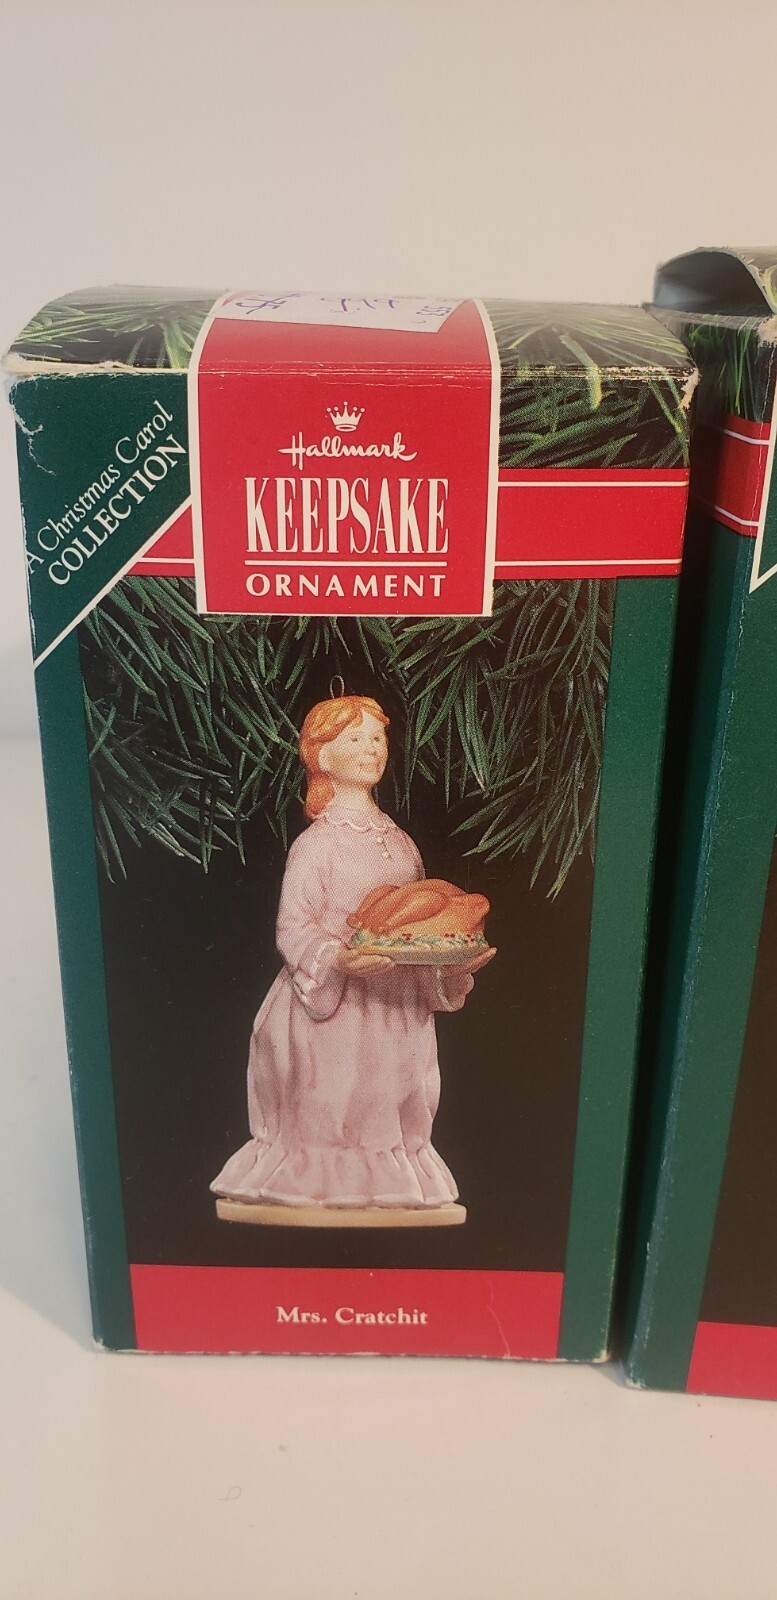 A Christmas Carol
COLLECTION
Hallmark
KEEPSAKE
ORNAMENT
Mrs. Cratchit